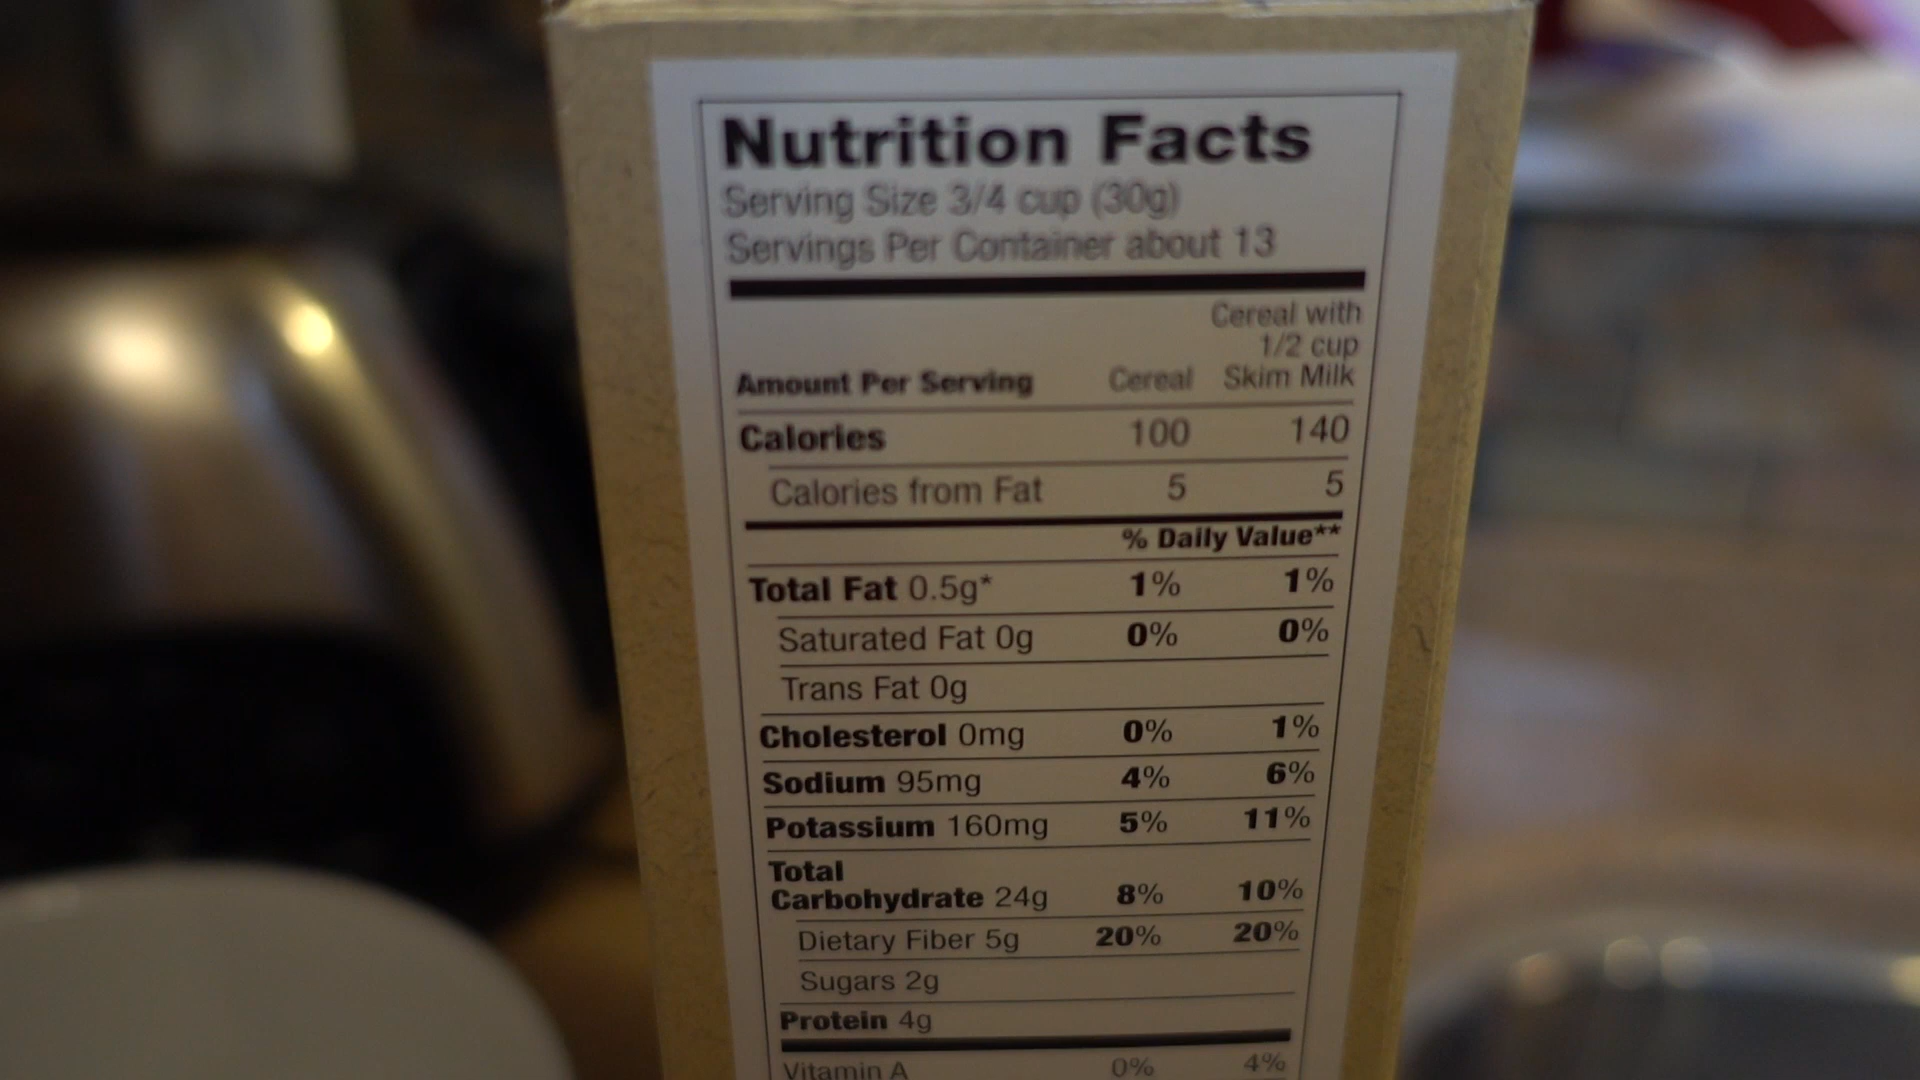 Nutrition Facts
Serving Size 3/4 cup (30g)
Servings Per Container about 13
Cereal with
1/2 cup
Amount Per Serving Cereal Skim Milk
Calories 100 140
Calories from Fat 5 5
% Daily Value**
Total Fat 0.5g* 1% 1%
Saturated Fat 0g 0% 0%
Trans Fat 0g
Cholesterol 0mg 0% 1%
Sodium 95mg 4% 6%
Potassium 160mg 5% 11%
Total
Carbohydrate 24g 8% 10%
Dietary Fiber 5g 20% 20%
Sugars 2g
Protein 4g
Vitamin A 0% 4%